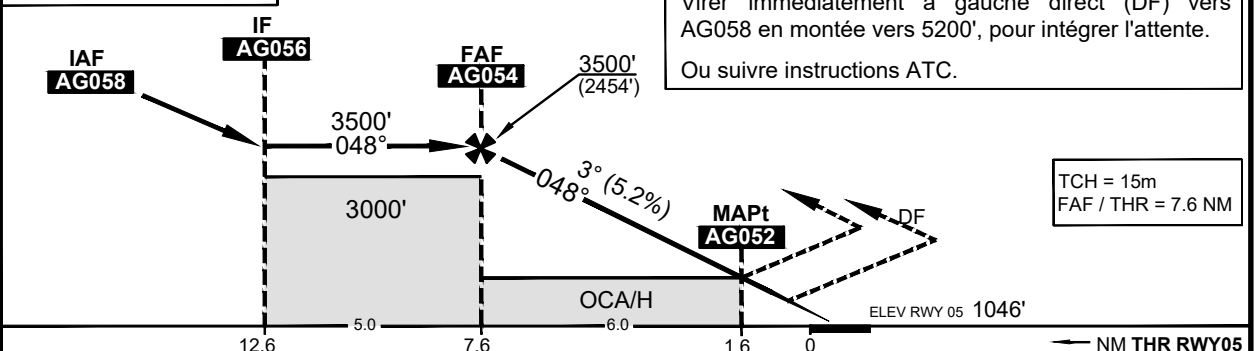 Virer immédiatement à gauche direct (DF) vers
AG058 en montée vers 5200', pour intégrer l'attente.
Ou suivre instructions ATC.
IF
AG056
IAF
AG058
FAF
AG054
3500'
(2454')
3500'
048°
3° (5.2%)
048°
TCH = 15m
FAF / THR = 7.6 NM
3000'
MAPt
AG052
DF
OCA/H
ELEV RWY 05 1046'
5.0
6.0
12.6
7.6
1.6
0
NM THR RWY05